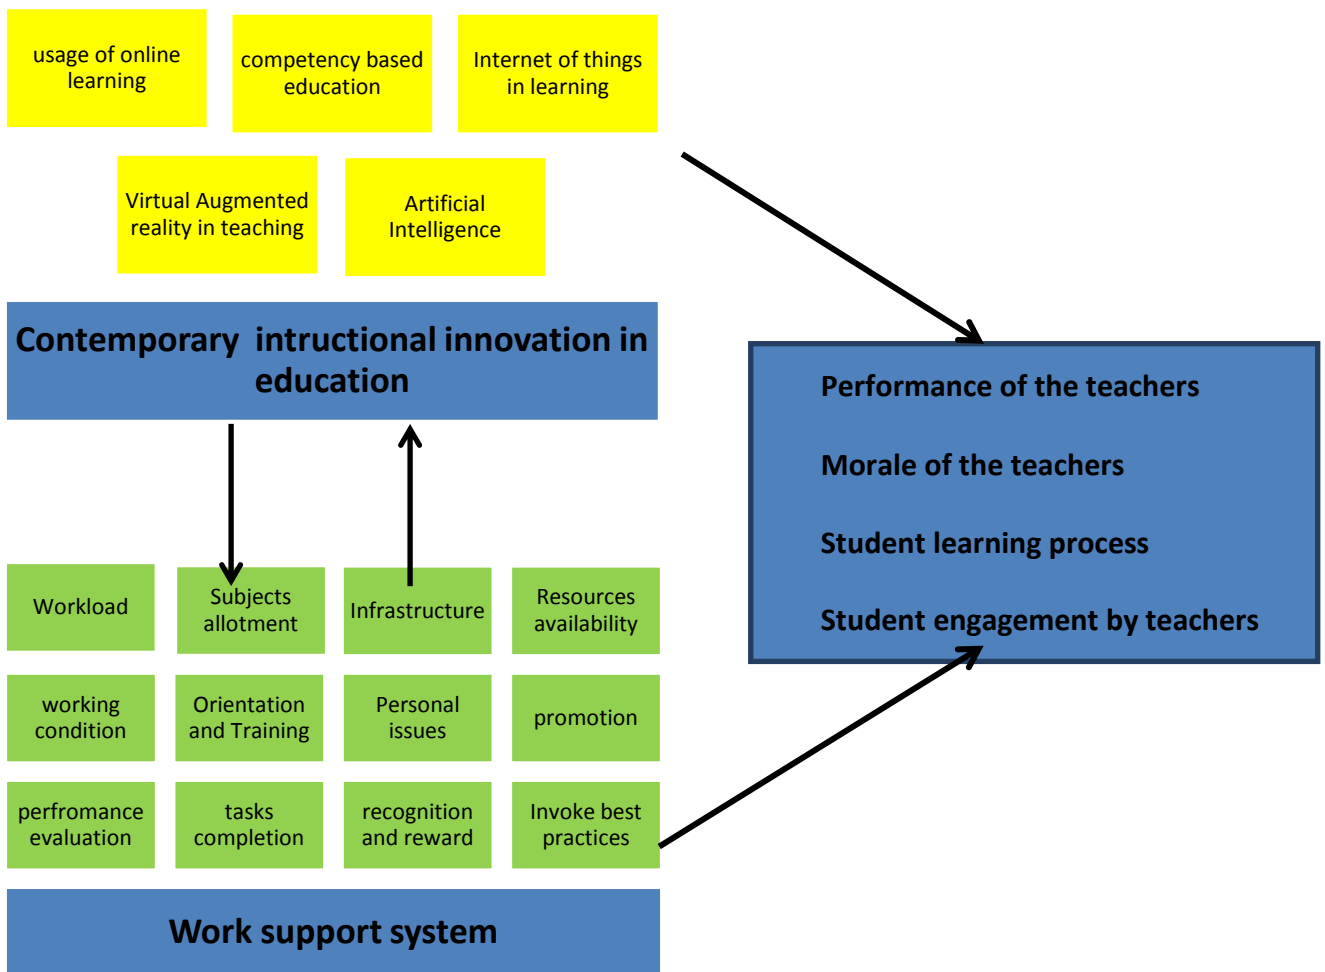 usage of online
learning
competency based
education
Internet of things
in learning
Virtual Augmented
reality in teaching
Artificial
Intelligence
Contemporary intructional innovation in
education
Performance of the teachers
Morale of the teachers
Student learning process
Student engagement by teachers
Workload
Subjects
allotment
Infrastructure
Resources
availability
working
condition
Orientation
and Training
Personal
issues
promotion
perfromance
evaluation
tasks
completion
recognition
and reward
Invoke best
practices
Work support system